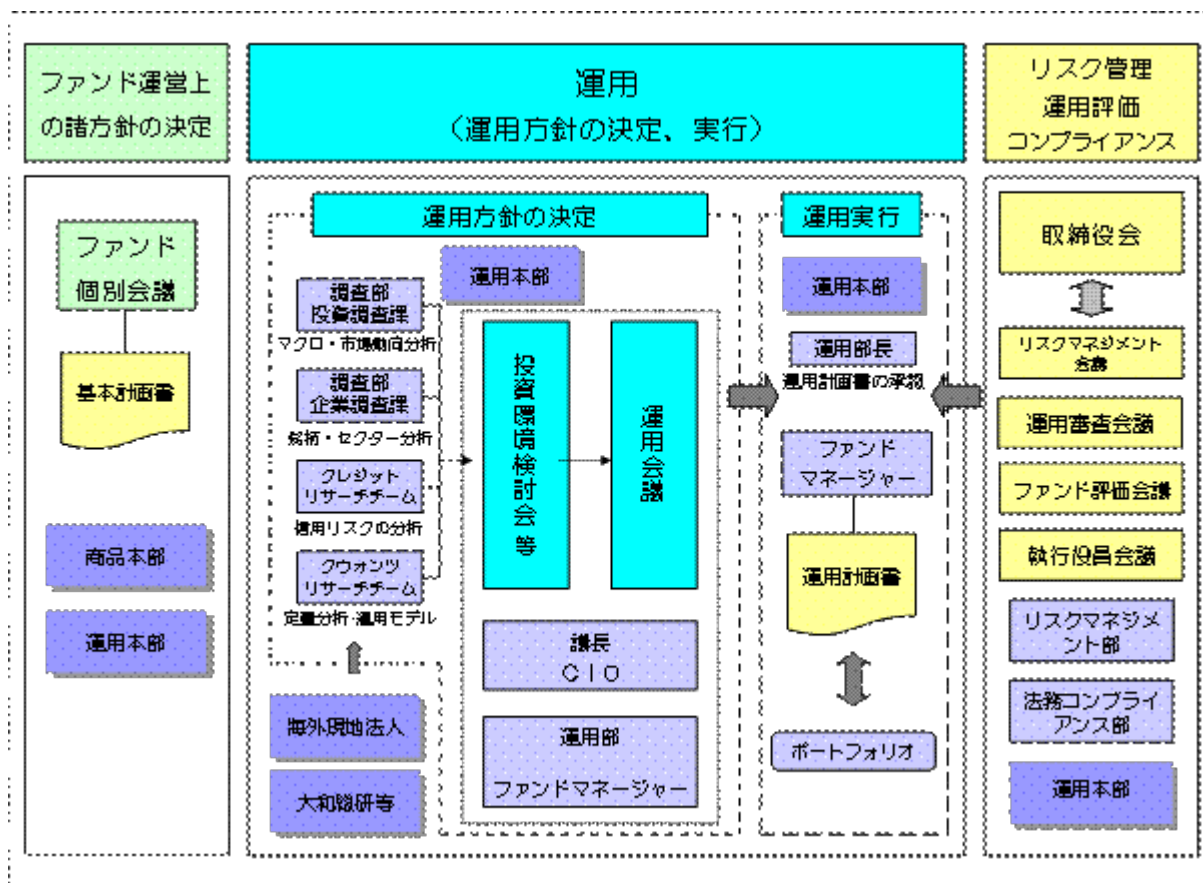 ファンド運営上
の諸方針の決定
運用
（運用方針の決定、実行）
リスク管理
運用評価
コンプライアンス
ファンド
個別会議
基本計画書
商品本部
運用本部
運用方針の決定
運用本部
調査部
投資調査課
マクロ・市場動向分析
調査部
企業調査課
銘柄・セクター分析
クレジット
リサーチチーム
信用リスクの分析
クウォンツ
リサーチチーム
定量分析・運用モデル
海外現地法人
大和総研等
投資環境検討会等
運用会議
議長
ＣＩＯ
運用部
ファンドマネージャー
運用実行
運用本部
運用部長
運用計画書の承認
ファンド
マネージャー
運用計画書
ポートフォリオ
取締役会
リスクマネジメント
会議
運用審査会議
ファンド評価会議
執行役員会議
リスクマネジメ
ント部
法務コンプライ
アンス部
運用本部